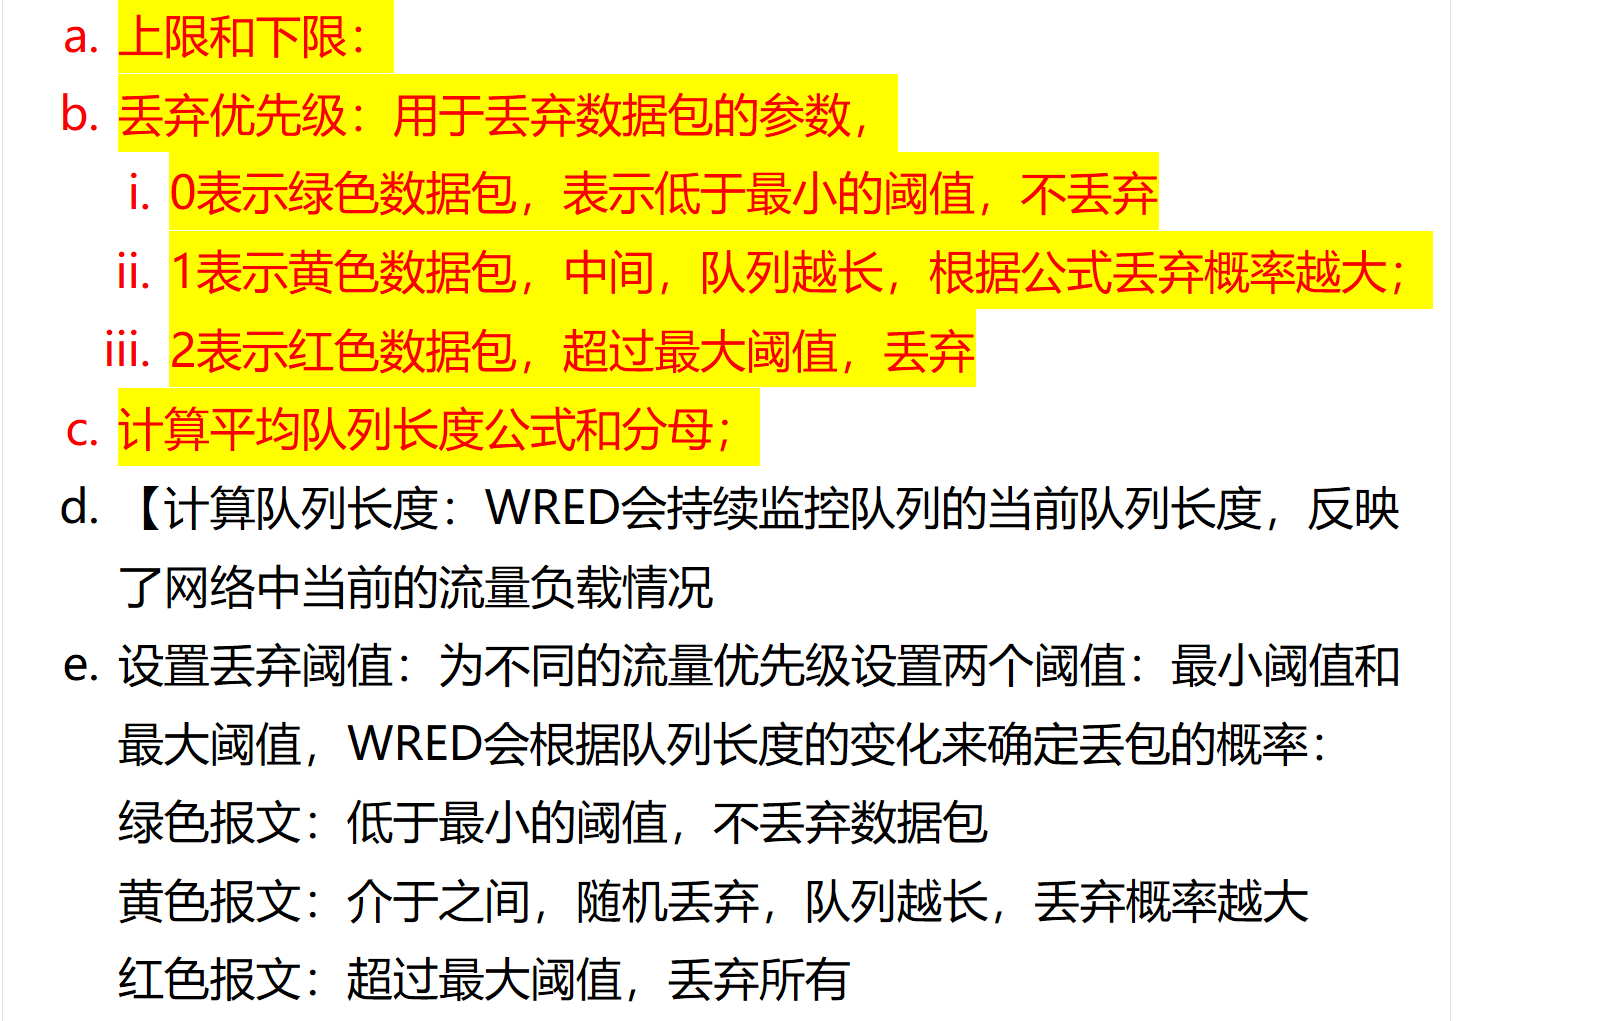 a. 上限和下限：
b. 丢弃优先级：用于丢弃数据包的参数，
i. 0表示绿色数据包，表示低于最小的阈值，不丢弃
ii. 1表示黄色数据包，中间，队列越长，根据公式丢弃概率越大；
iii. 2表示红色数据包，超过最大阈值，丢弃
c. 计算平均队列长度公式和分母；
d. 【计算队列长度：WRED会持续监控队列的当前队列长度，反映
了网络中当前的流量负载情况
e. 设置丢弃阈值：为不同的流量优先级设置两个阈值：最小阈值和
最大阈值，WRED会根据队列长度的变化来确定丢包的概率：
绿色报文：低于最小的阈值，不丢弃数据包
黄色报文：介于之间，随机丢弃，队列越长，丢弃概率越大
红色报文：超过最大阈值，丢弃所有